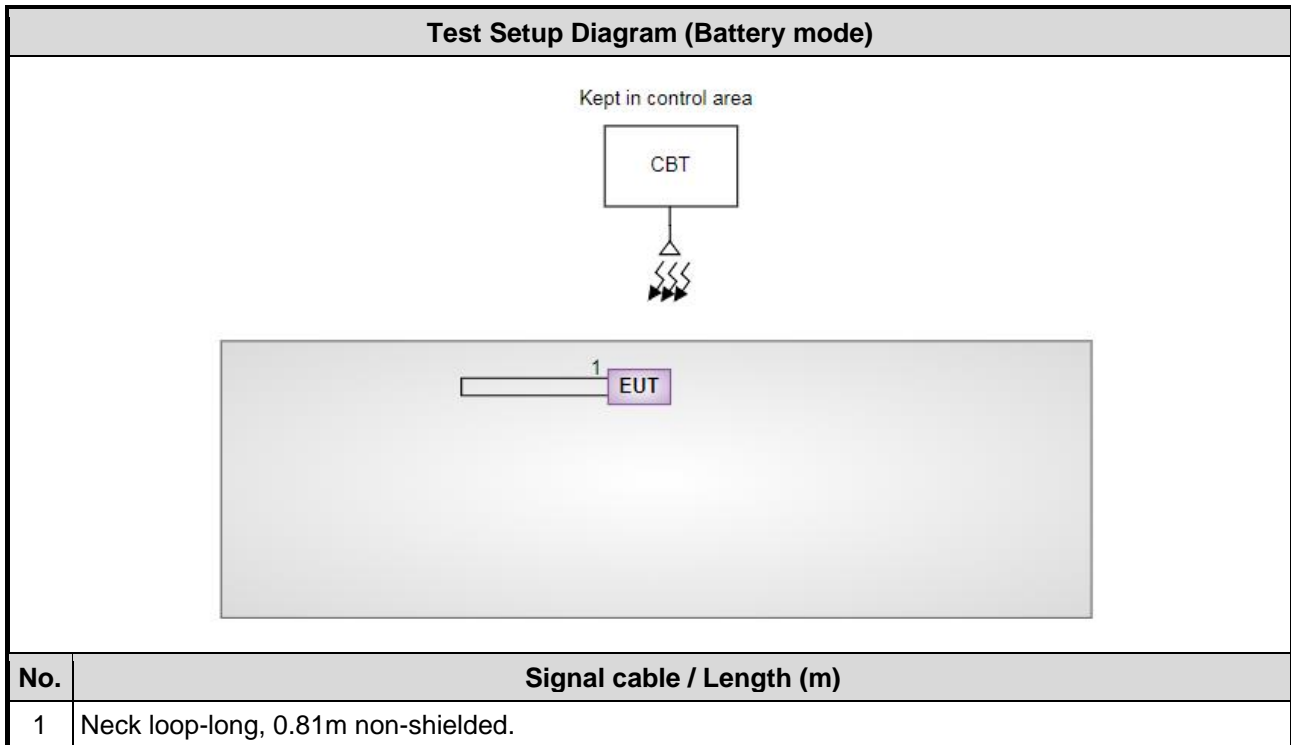 Test Setup Diagram (Battery mode)
Kept in control area
CBT
1
EUT
No. Signal cable / Length (m)
1 Neck loop-long, 0.81m non-shielded.